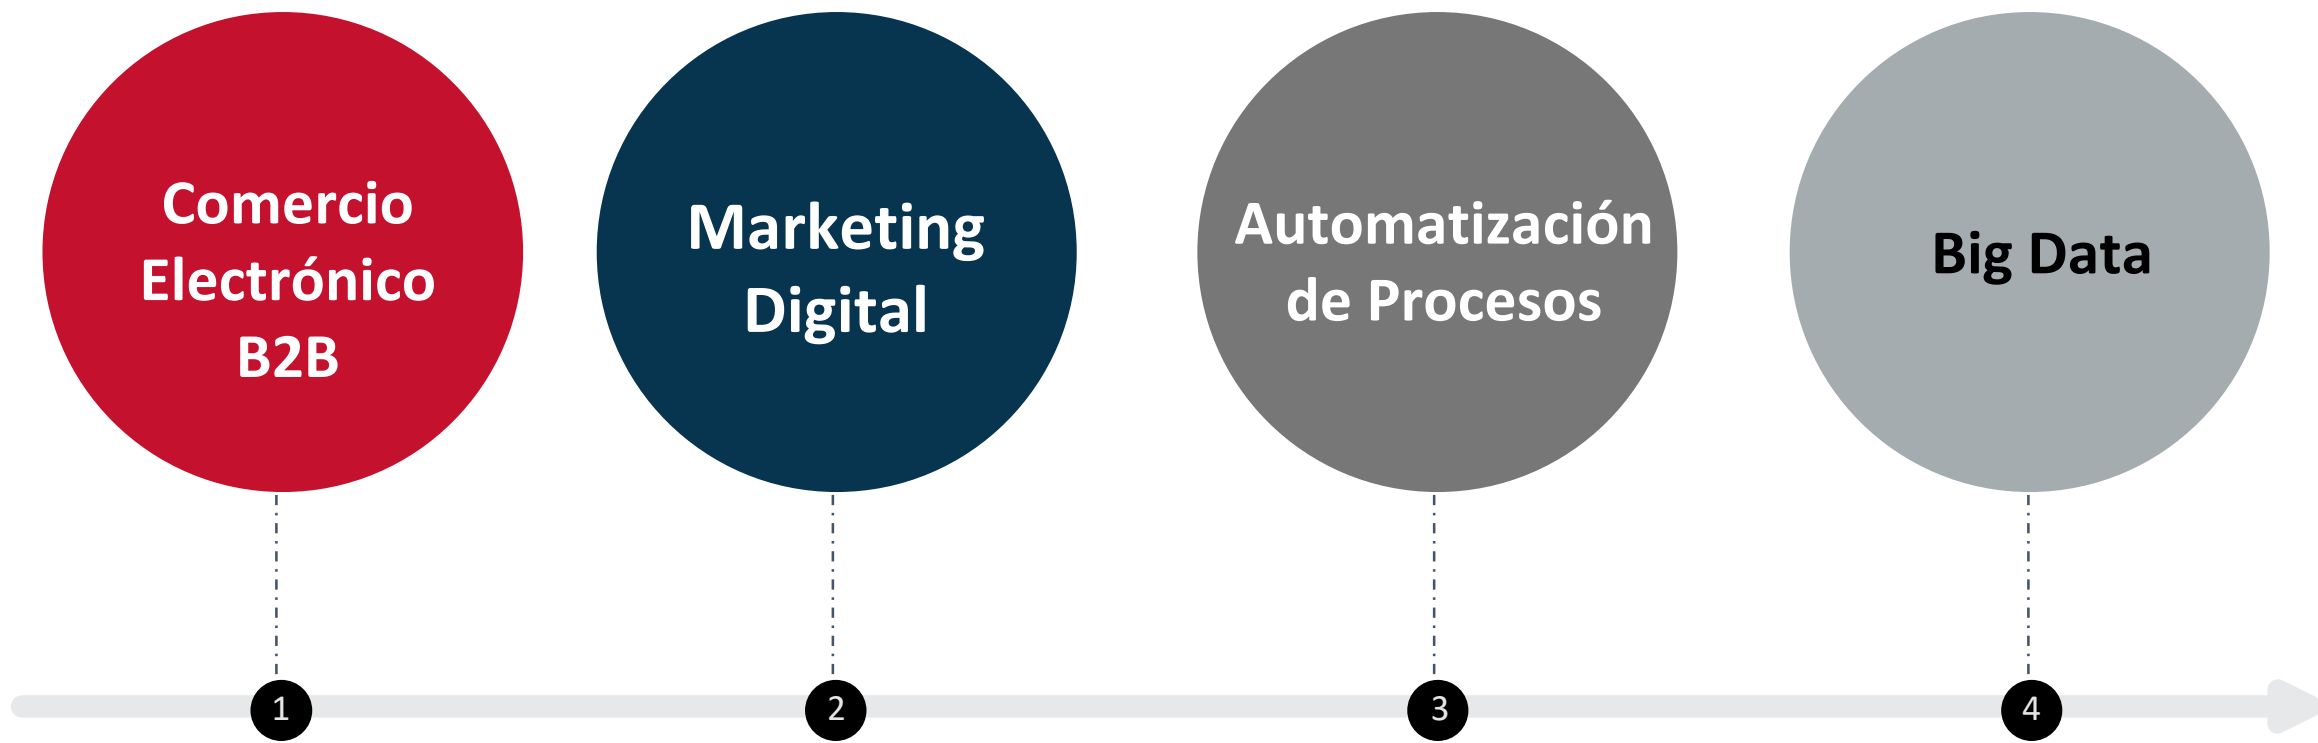 Comercio
Electrónico
B2B
Marketing
Digital
Automatización
de Procesos
Big Data
1
2
3
4